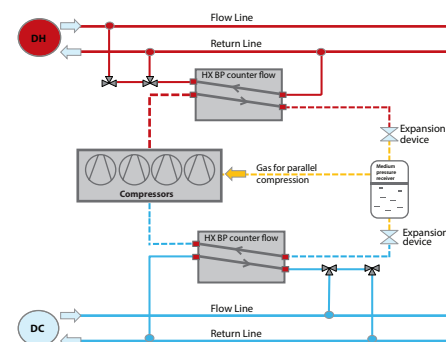 Flow Line
DH
Return Line
HX BP counter flow
Expansion
device
Medium
pressure
receiver
Gas for parallel
compression
Compressors
Expansion
device
HX BP counter flow
Flow Line
DC
Return Line